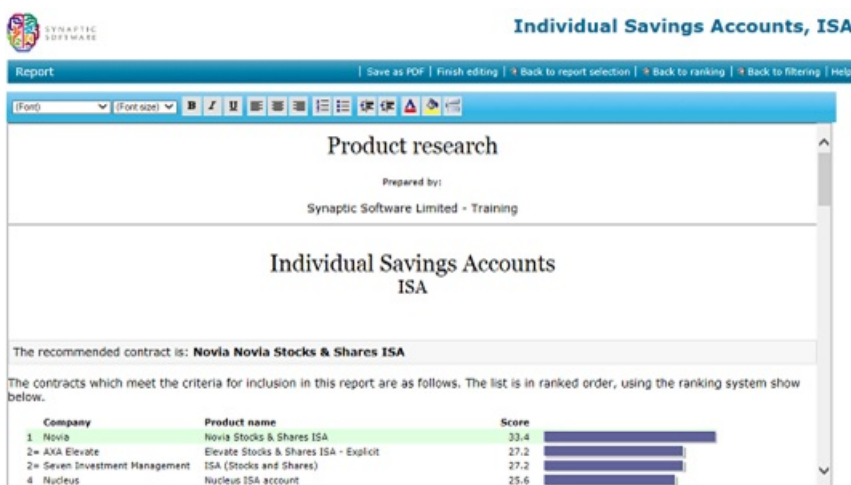 SYNAPTIC
SOFTWARE
Individual Savings Accounts, ISA
Report | Save as PDF | Finish editing | Back to report selection | Back to ranking | Back to filtering | Help
(Font) (Font size) B I U A
Product research
Prepared by:
Synaptic Software Limited - Training
Individual Savings Accounts
ISA
The recommended contract is: Novia Novia Stocks & Shares ISA
The contracts which meet the criteria for inclusion in this report are as follows. The list is in ranked order, using the ranking system show
below.
Company Product name Score
1 Novia Novia Stocks & Shares ISA 33.4
2= AXA Elevate Elevate Stocks & Shares ISA - Explicit 27.2
2= Seven Investment Management ISA (Stocks and Shares) 27.2
4 Nucleus Nucleus ISA account 25.6